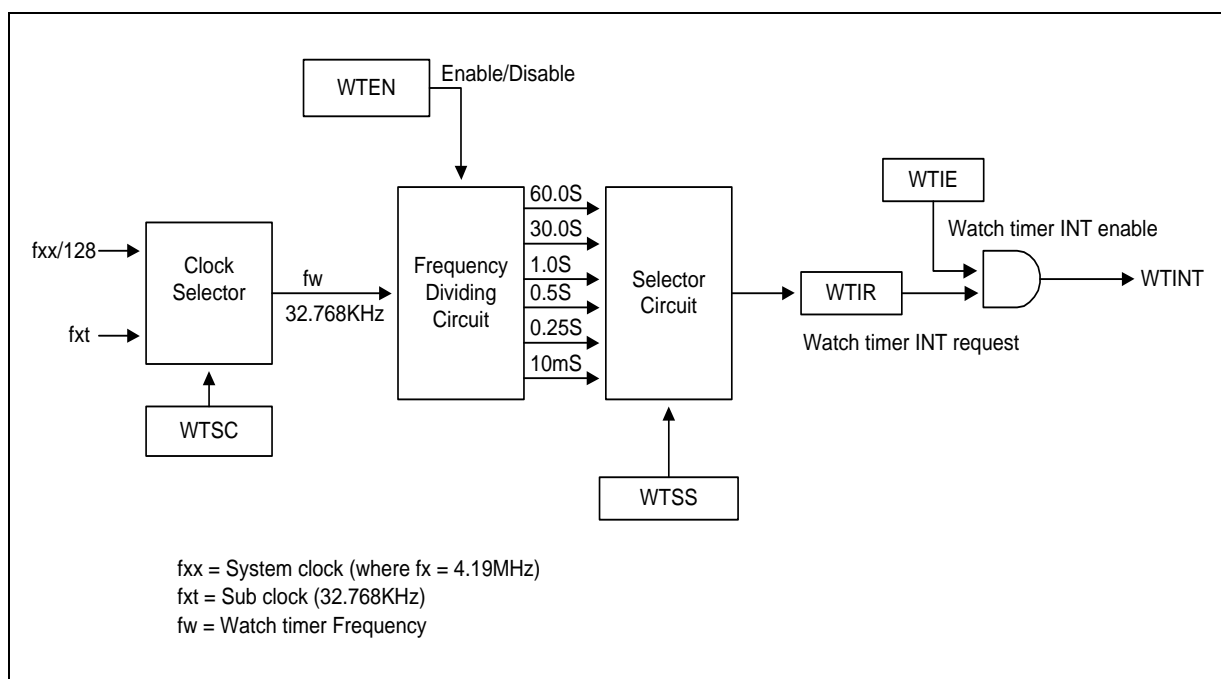 WTEN
Enable/Disable
fxx/128
fxt
Clock
Selector
WTSC
fw
32.768KHz
Frequency
Dividing
Circuit
60.0S
30.0S
1.0S
0.5S
0.25S
10mS
Selector
Circuit
WTSS
WTIE
Watch timer INT enable
WTIR
Watch timer INT request
WTINT
fxx = System clock (where fx = 4.19MHz)
fxt = Sub clock (32.768KHz)
fw = Watch timer Frequency